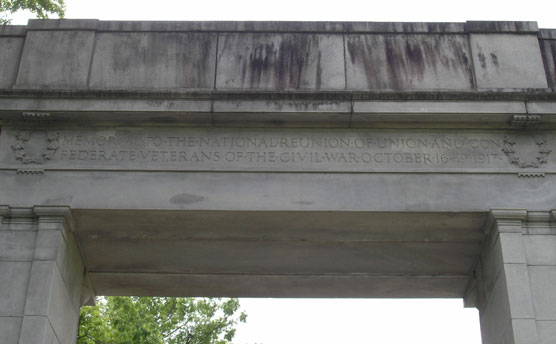 MEMORIAL·TO·THE·NATIONAL·REUNION·OF·UNION·AND·CON
FEDERATE·VETERANS·OF·THE·CIVIL·WAR·OCTOBER·16-19·1917